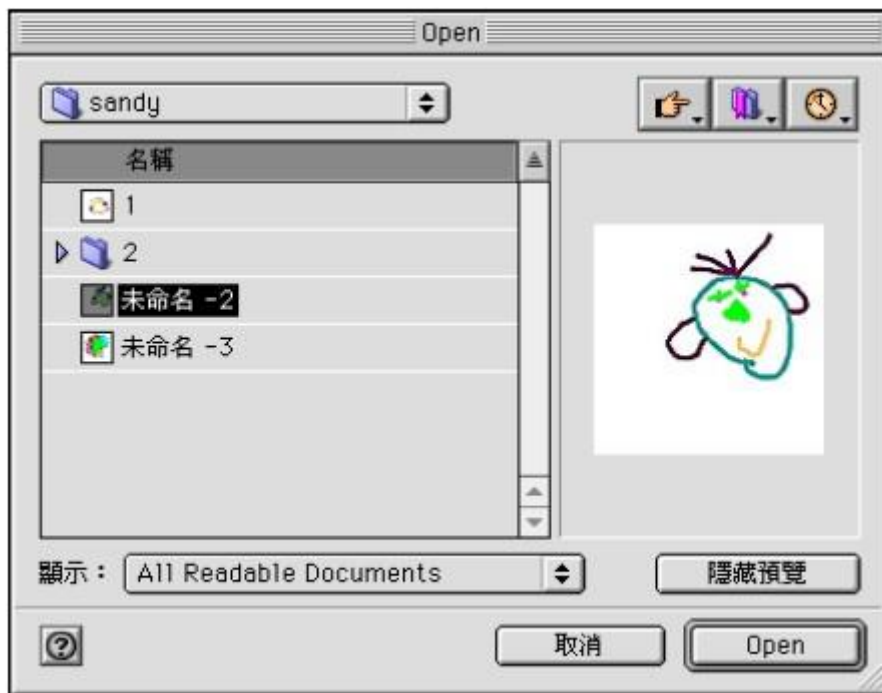 Open
sandy
名稱
1
2
未命名 -2
未命名 -3
顯示：
All Readable Documents
隱藏預覽
取消
Open